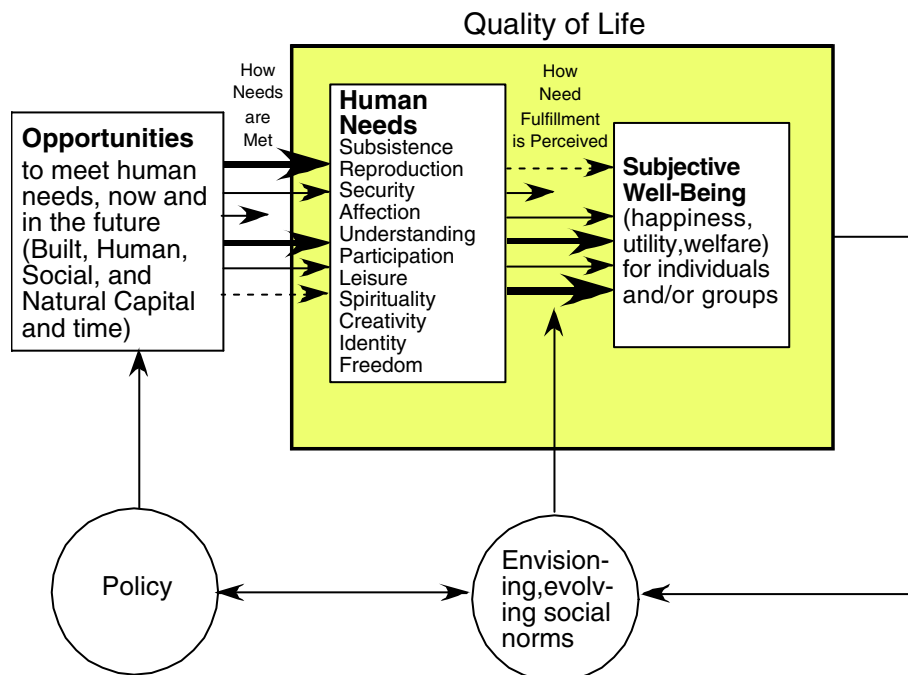 Quality of Life
How
Needs
are
Met
How
Need
Fulfillment
is Perceived
Opportunities
to meet human
needs, now and
in the future
(Built, Human,
Social, and
Natural Capital
and time)
Human
Needs
Subsistence
Reproduction
Security
Affection
Understanding
Participation
Leisure
Spirituality
Creativity
Identity
Freedom
Subjective
Well-Being
(happiness,
utility,welfare)
for individuals
and/or groups
Policy
Envision-
ing,evolv-
ing social
norms